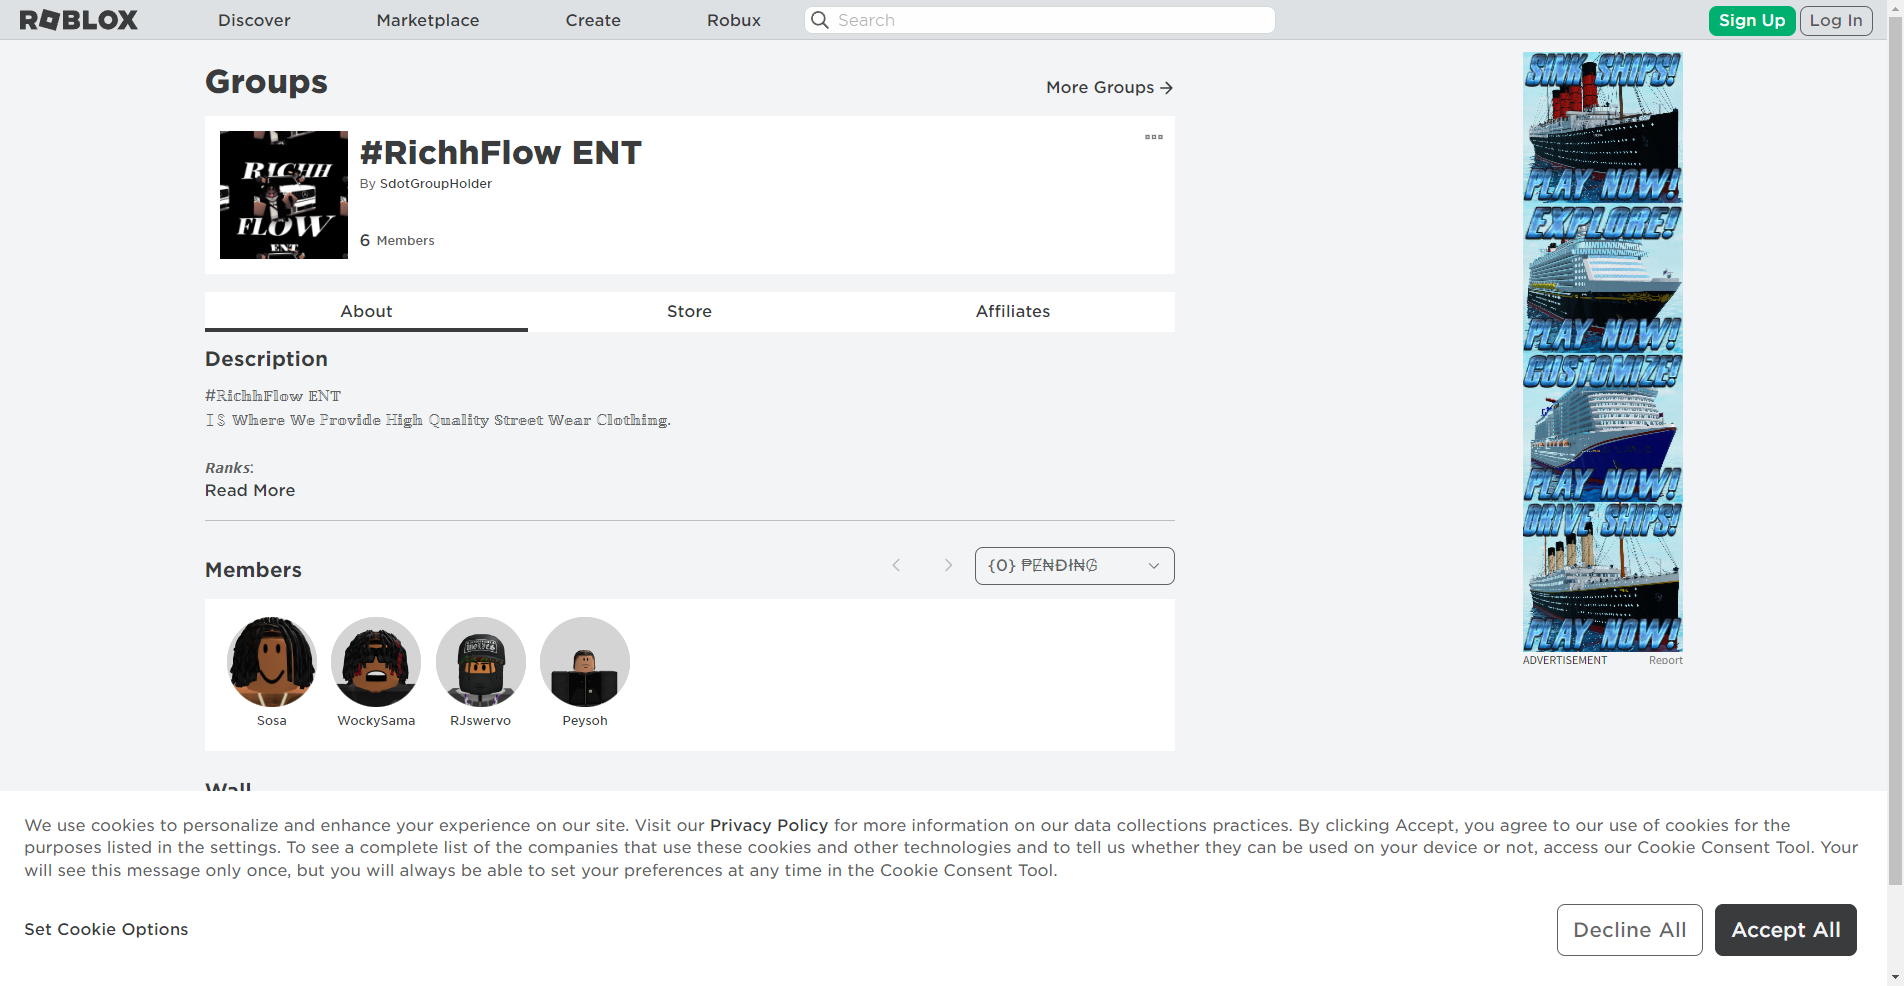 ROBLOX
Discover
Marketplace
Create
Robux
Search
Sign Up
Log In
Groups
More Groups
RICHH
FLOW
ENT
#RichhFlow ENT
By SdotGroupHolder
6 Members
About
Store
Affiliates
Description
#ℝ𝕚𝕔𝕙𝕙𝔽𝕝𝕠𝕨 𝔼ℕ𝕋
𝕀𝕊 𝕎𝕙𝕖𝕣𝕖 𝕎𝕖 ℙ𝕣𝕠𝕧𝕚𝕕𝕖 ℍ𝕚𝕘𝕙 ℚ𝕦𝕒𝕝𝕚𝕥𝕪 𝕊𝕥𝕣𝕖𝕖𝕥 𝕎𝕖𝕒𝕣 ℂ𝕝𝕠𝕥𝕙𝕚𝕟𝕘.
𝑹𝒂𝒏𝒌𝒔:
Read More
Members
{0} ₱Ɇ₦Đł₦₲
Sosa
WockySama
RJswervo
Peysoh
Wall
SINK SHIPS!
PLAY NOW!
EXPLORE!
PLAY NOW!
CUSTOMIZE!
PLAY NOW!
DRIVE SHIPS!
PLAY NOW!
ADVERTISEMENT
Report
We use cookies to personalize and enhance your experience on our site. Visit our Privacy Policy for more information on our data collections practices. By clicking Accept, you agree to our use of cookies for the
purposes listed in the settings. To see a complete list of the companies that use these cookies and other technologies and to tell us whether they can be used on your device or not, access our Cookie Consent Tool. Your
will see this message only once, but you will always be able to set your preferences at any time in the Cookie Consent Tool.
Set Cookie Options
Decline All
Accept All